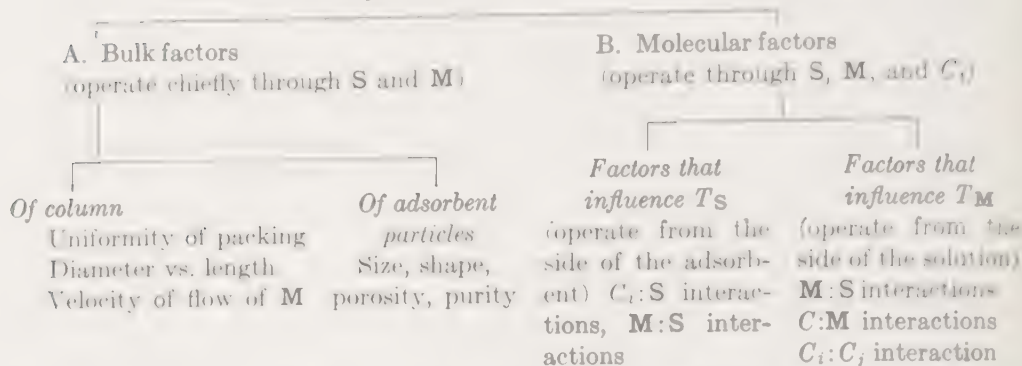 A. Bulk factors
(operate chiefly through S and M)
B. Molecular factors
(operate through S, M, and Cᵢ)
Of column
Uniformity of packing
Diameter vs. length
Velocity of flow of M
Of adsorbent
particles
Size, shape,
porosity, purity
Factors that
influence Tₛ
(operate from the
side of the adsorb-
ent) Cᵢ:S interac-
tions, M:S inter-
actions
Factors that
influence T_M
(operate from the
side of the solution)
M:S interactions
C:M interactions
Cᵢ:Cⱼ interaction